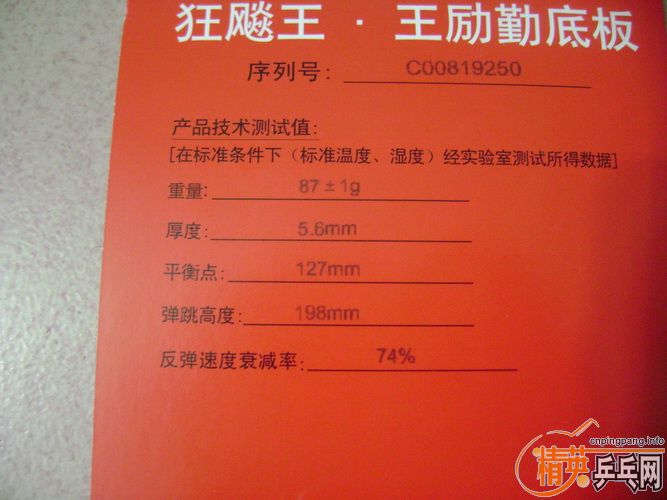 狂飚王·王励勤底板
序列号: C00819250
产品技术测试值:
[在标准条件下（标准温度、湿度）经实验室测试所得数据]
重量: 87±1g
厚度: 5.6mm
平衡点: 127mm
弹跳高度: 198mm
反弹速度衰减率: 74%
cnpingpang.info
精英乒乓网